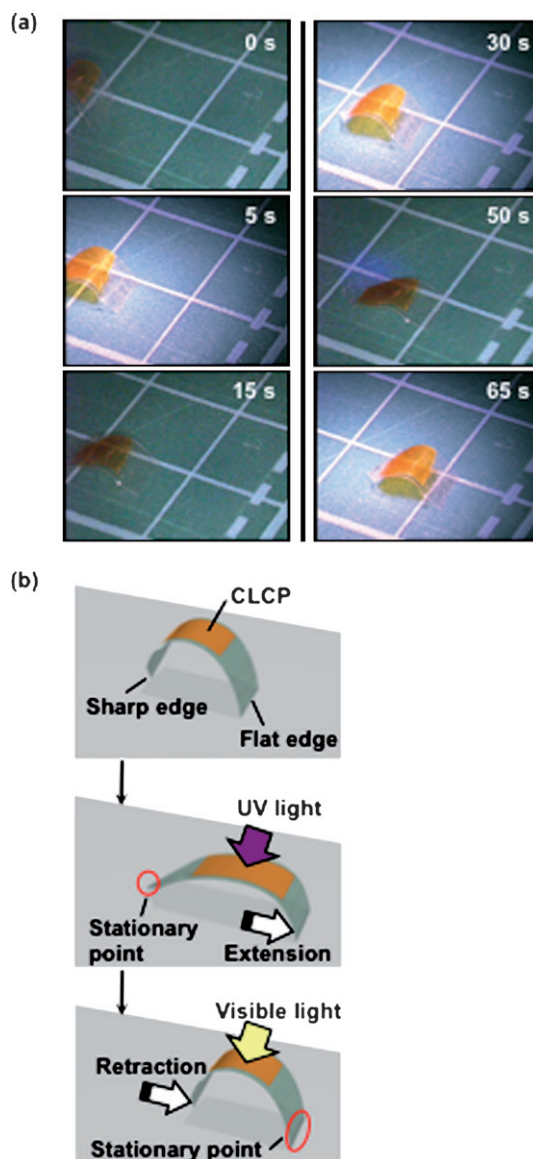 (a)
0 s
30 s
5 s
50 s
15 s
65 s
(b)
CLCP
Sharp edge
Flat edge
UV light
Stationary
point
Extension
Visible light
Retraction
Stationary point